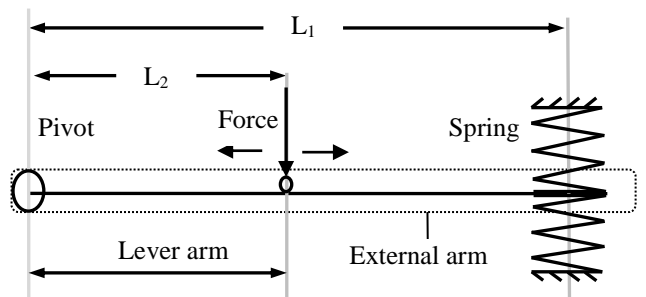 L₁
L₂
Pivot
Force
Spring
Lever arm
External arm